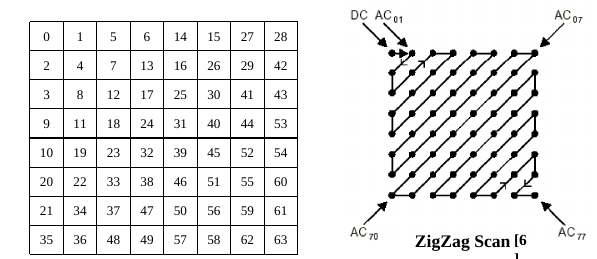 0 1 5 6 14 15 27 28
2 4 7 13 16 26 29 42
3 8 12 17 25 30 41 43
9 11 18 24 31 40 44 53
10 19 23 32 39 45 52 54
20 22 33 38 46 51 55 60
21 34 37 47 50 56 59 61
35 36 48 49 57 58 62 63
DC AC01
AC07
AC70
AC77
ZigZag Scan [6
]